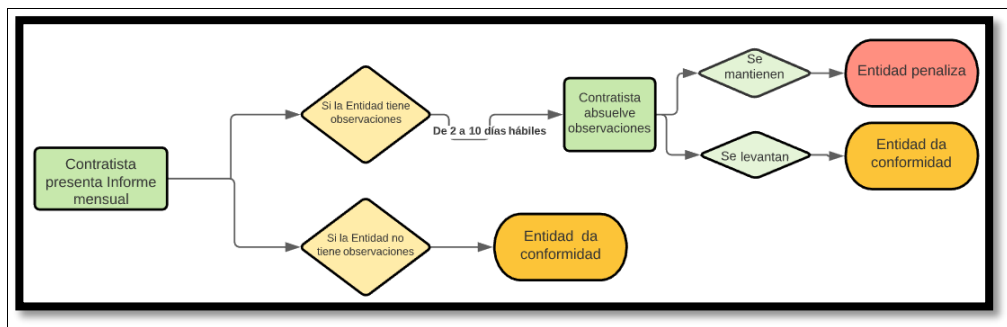 Contratista
presenta Informe
mensual
Si la Entidad tiene
observaciones
De 2 a 10 días hábiles
Contratista
absuelve
observaciones
Se
mantienen
Entidad penaliza
Se levantan
Entidad da
conformidad
Si la Entidad no
tiene observaciones
Entidad da
conformidad